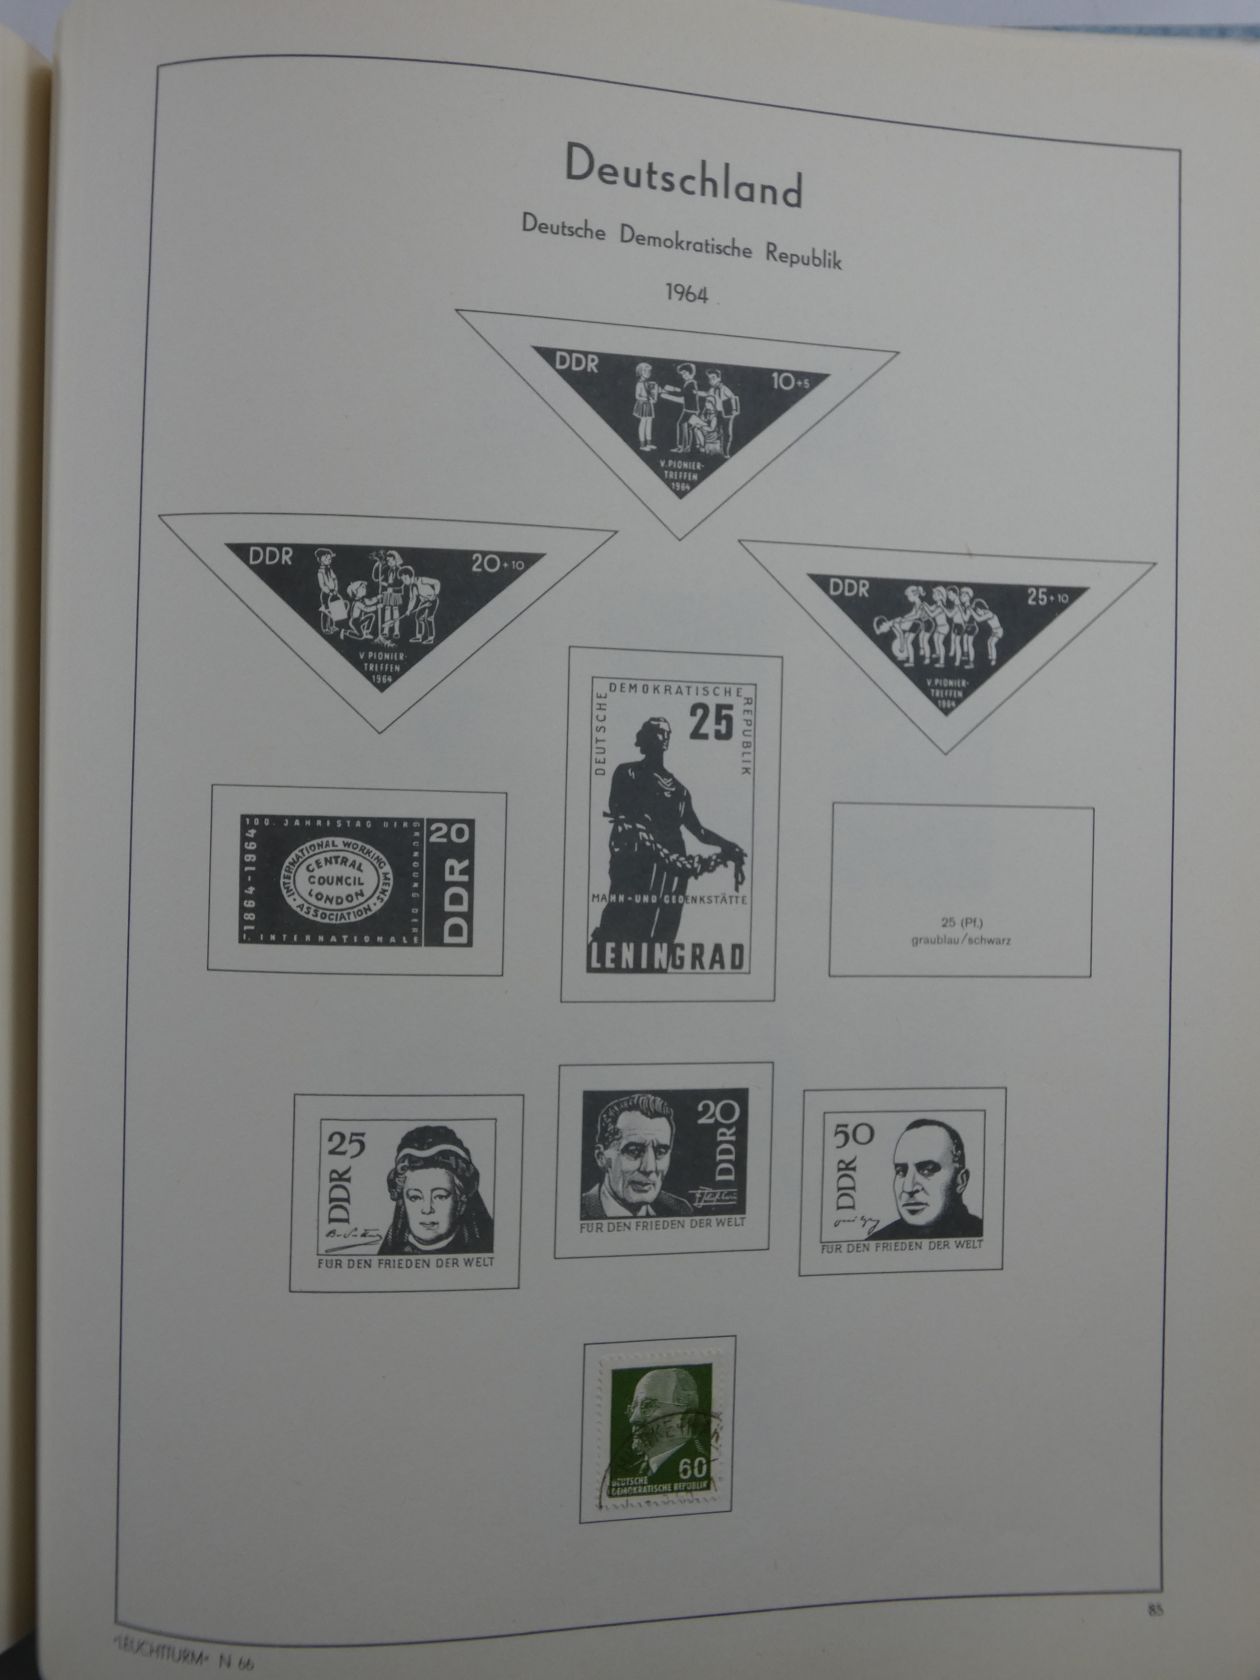 Deutschland
Deutsche Demokratische Republik
1964
DDR
10+5
V. PIONIER-
TREFFEN
1964
DDR
20+10
V PIONIER-
TREFFEN
1964
DDR
25+10
V. PIONIER-
TREFFEN
1964
100. JAHRESTAG DER
GRÜNDUNG DER
I. INTERNATIONALE
1864-1964
INTERNATIONAL WORKING MENS
ASSOCIATION
CENTRAL
COUNCIL
LONDON
20
DDR
DEUTSCHE
DEMOKRATISCHE
REPUBLIK
25
MAHN-UND GEDENKSTÄTTE
LENINGRAD
25 (Pf.)
graublau/schwarz
25
DDR
FÜR DEN FRIEDEN DER WELT
20
DDR
FÜR DEN FRIEDEN DER WELT
50
DDR
FÜR DEN FRIEDEN DER WELT
60
DEUTSCHE
DEMOKRATISCHE REPUBLIK
85
"LEUCHTTURM" N 66